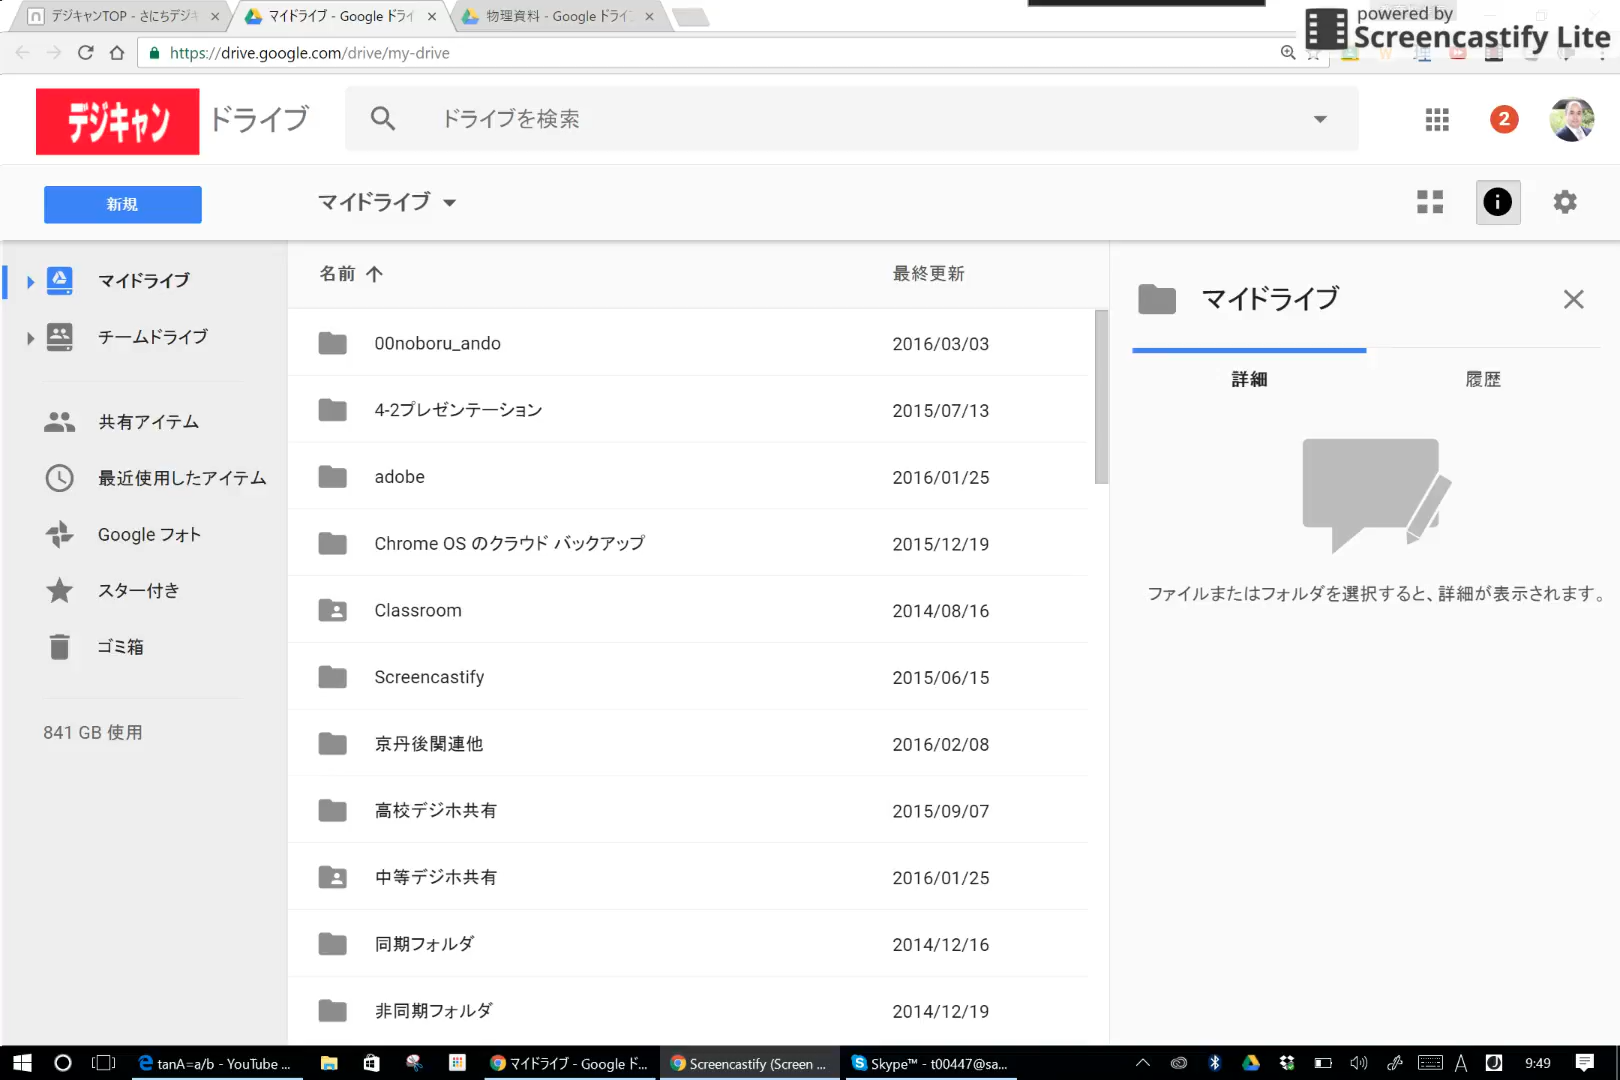 デジキャンTOP - さにちデジキ
マイドライブ - Google ドライ
物理資料 - Google ドライ
powered by
Screencastify Lite
https://drive.google.com/drive/my-drive
デジキャン
ドライブ
ドライブを検索
2
新規
マイドライブ
マイドライブ
チームドライブ
共有アイテム
最近使用したアイテム
Google フォト
スター付き
ゴミ箱
841 GB 使用
名前
最終更新
00noboru_ando
2016/03/03
4-2プレゼンテーション
2015/07/13
adobe
2016/01/25
Chrome OS のクラウド バックアップ
2015/12/19
Classroom
2014/08/16
Screencastify
2015/06/15
京丹後関連他
2016/02/08
高校デジホ共有
2015/09/07
中等デジホ共有
2016/01/25
同期フォルダ
2014/12/16
非同期フォルダ
2014/12/19
マイドライブ
詳細
履歴
ファイルまたはフォルダを選択すると、詳細が表示されます。
tanA=a/b - YouTube ...
マイドライブ - Google ド...
Screencastify (Screen ...
Skype™ - t00447@sa...
A
9:49